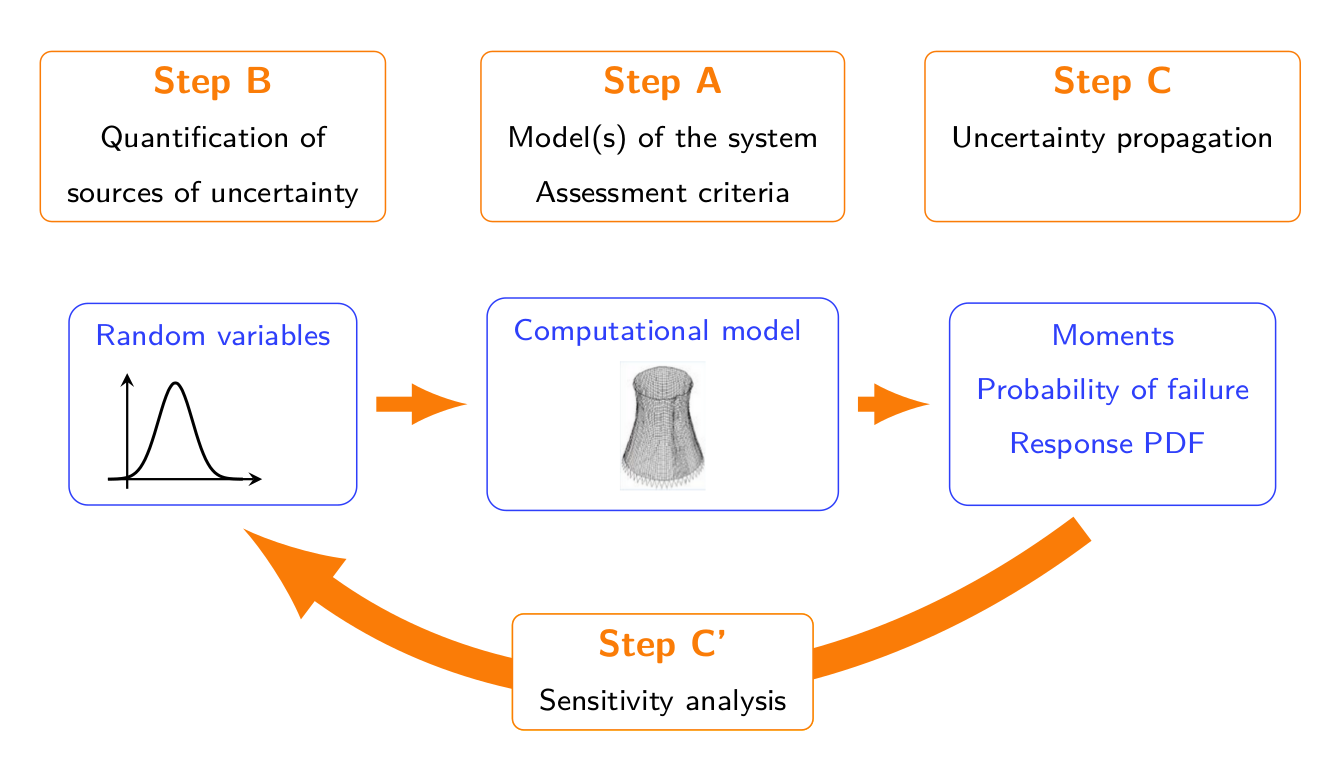 Step B
Quantification of
sources of uncertainty
Step A
Model(s) of the system
Assessment criteria
Step C
Uncertainty propagation
Random variables
Computational model
Moments
Probability of failure
Response PDF
Step C'
Sensitivity analysis